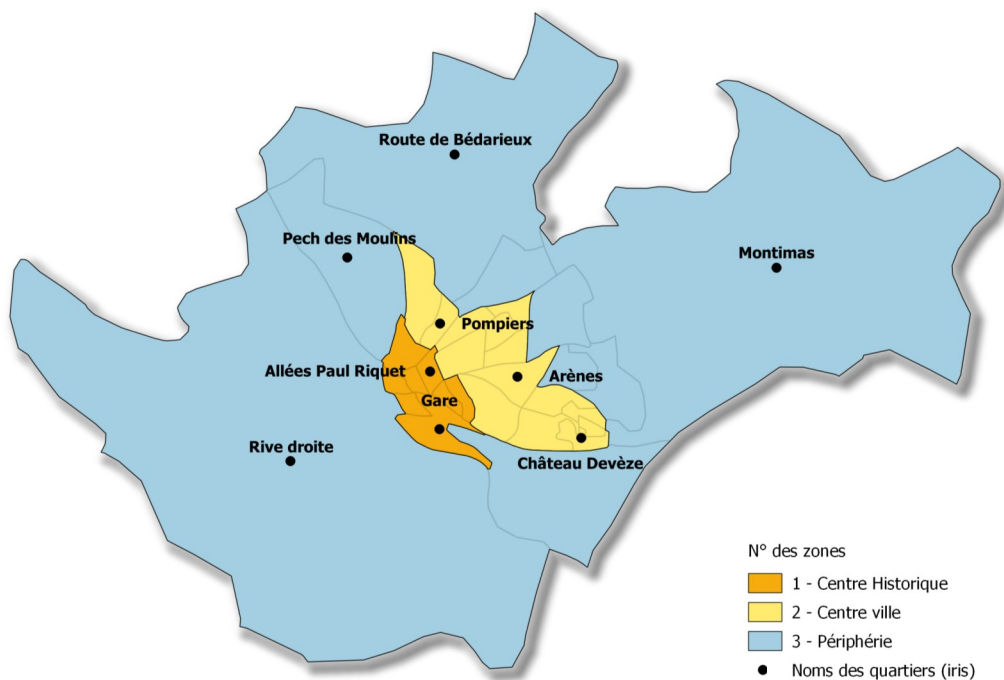 Route de Bédarieux
Pech des Moulins
Montimas
Pompiers
Allées Paul Riquet
Arènes
Gare
Rive droite
Château Devèze
N° des zones
1 - Centre Historique
2 - Centre ville
3 - Périphérie
Noms des quartiers (iris)